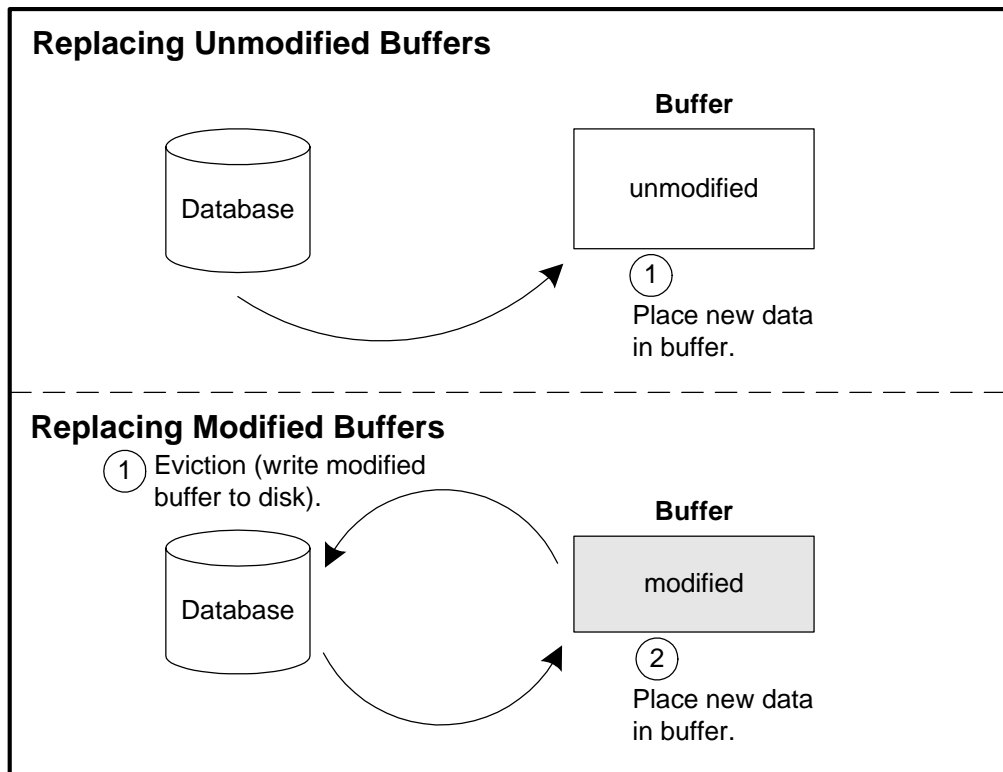 Replacing Unmodified Buffers
Buffer
Database
unmodified
1
Place new data
in buffer.
Replacing Modified Buffers
1 Eviction (write modified
buffer to disk).
Buffer
Database
modified
2
Place new data
in buffer.